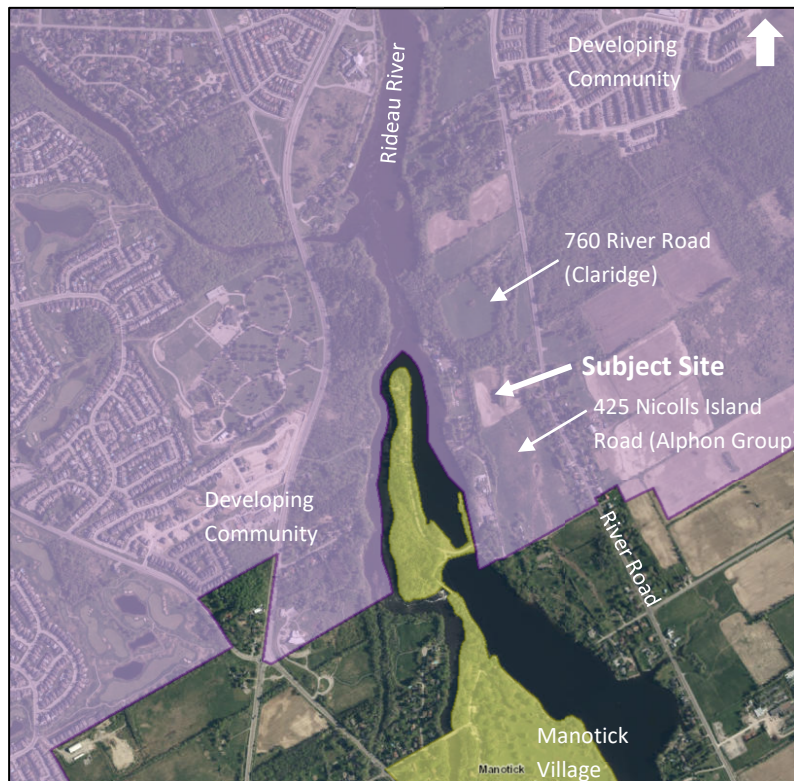 Developing
Community
Rideau River
760 River Road
(Claridge)
Subject Site
425 Nicolls Island
Road (Alphon Group
Developing
Community
River Road
Manotick
Village
Manotick